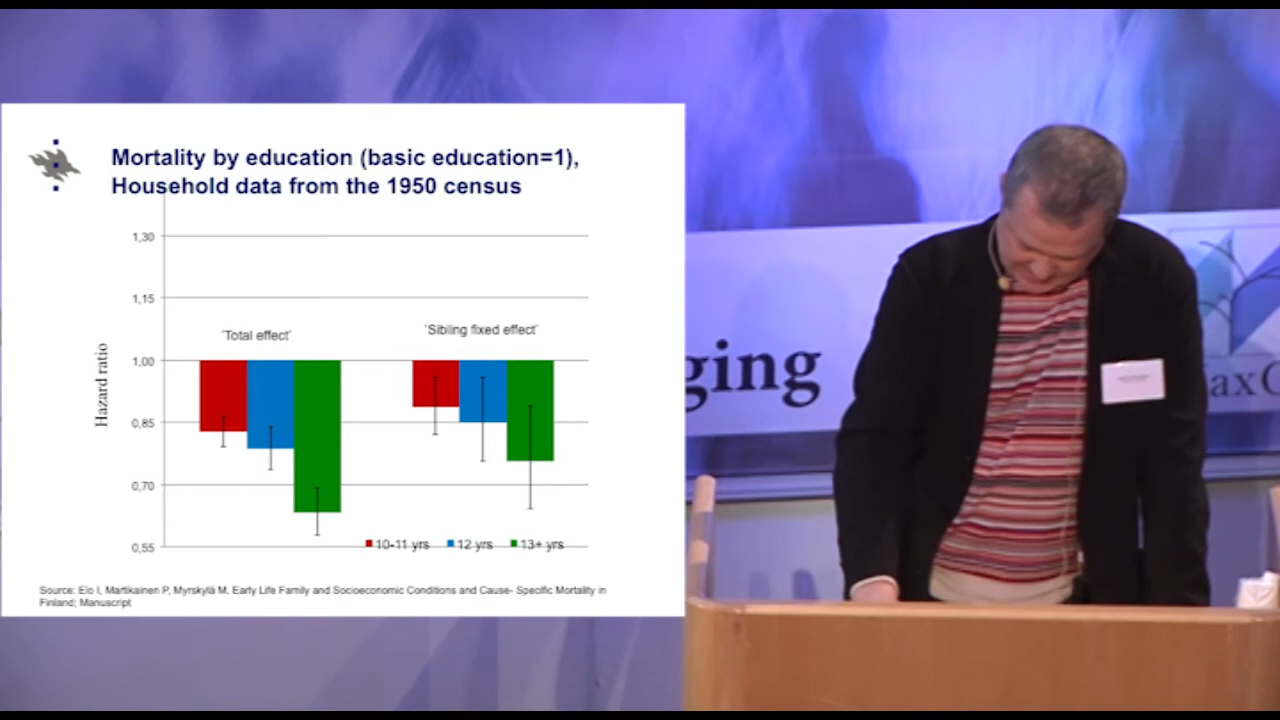 Mortality by education (basic education=1),
Household data from the 1950 census
1,30
1,15
1,00
0,85
0,70
0,55
Hazard ratio
'Total effect'
'Sibling fixed effect'
10-11 yrs 12 yrs 13+ yrs
Source: Elo I, Martikainen P, Myrskylä M. Early Life Family and Socioeconomic Conditions and Cause- Specific Mortality in
Finland; Manuscript
ging